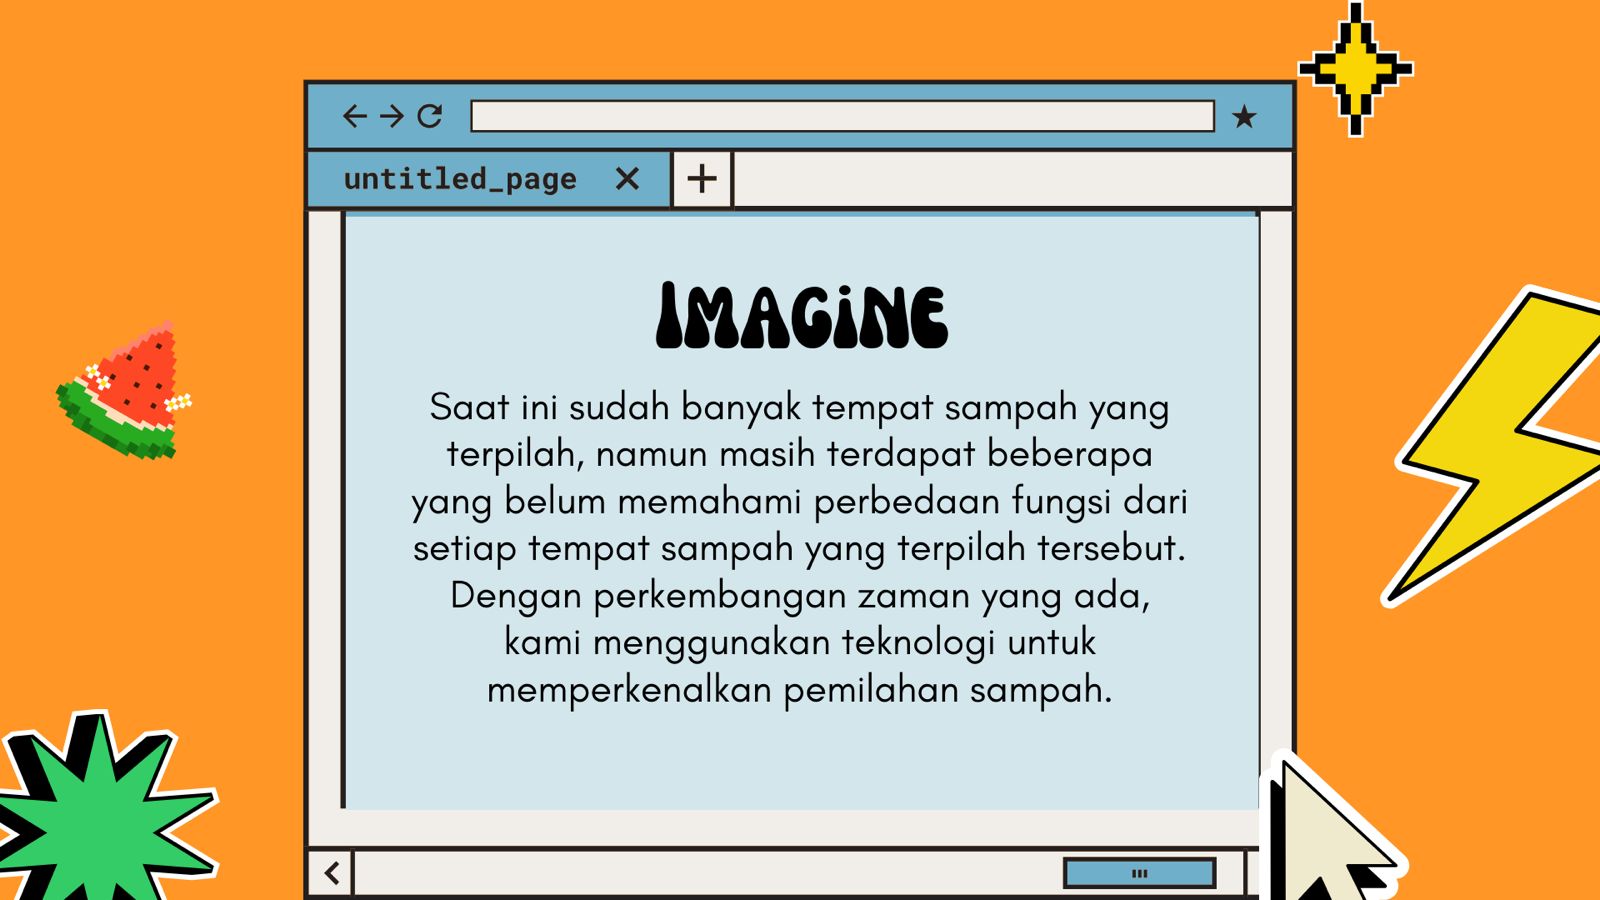 untitled_page
IMAGiNE
Saat ini sudah banyak tempat sampah yang
terpilah, namun masih terdapat beberapa
yang belum memahami perbedaan fungsi dari
setiap tempat sampah yang terpilah tersebut.
Dengan perkembangan zaman yang ada,
kami menggunakan teknologi untuk
memperkenalkan pemilahan sampah.